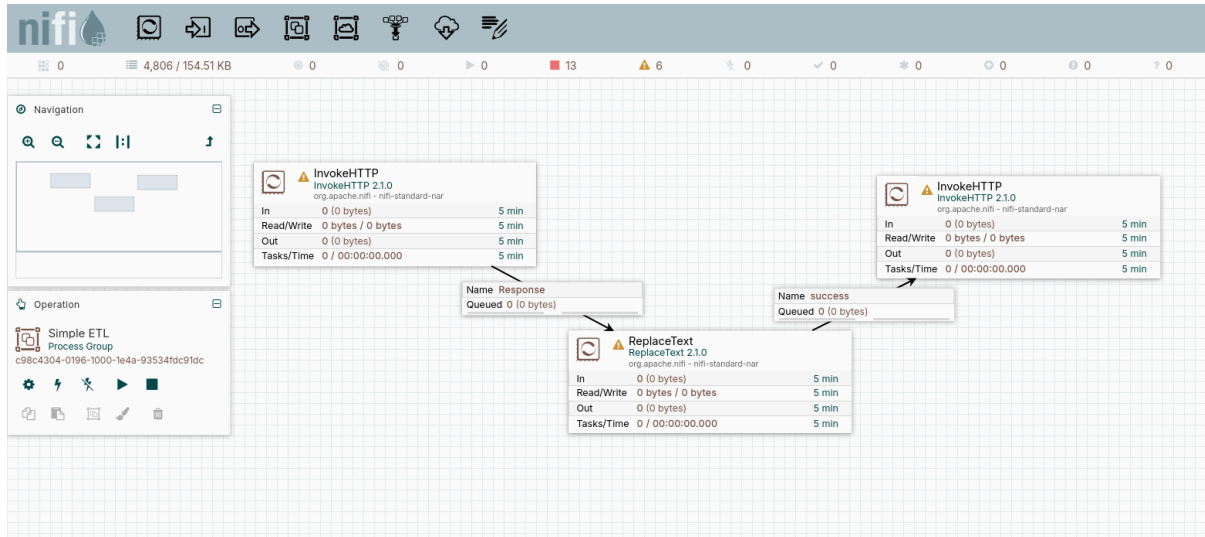 nifi
0 4,806 / 154.51 KB 0 0 0 13 6 0 0 0 0 0 ? 0
Navigation
Operation
Simple ETL
Process Group
c98c4304-0196-1000-1e4a-93534fdc91dc
InvokeHTTP
InvokeHTTP 2.1.0
org.apache.nifi - nifi-standard-nar
In 0 (0 bytes) 5 min
Read/Write 0 bytes / 0 bytes 5 min
Out 0 (0 bytes) 5 min
Tasks/Time 0 / 00:00:00.000 5 min
Name Response
Queued 0 (0 bytes)
ReplaceText
ReplaceText 2.1.0
org.apache.nifi - nifi-standard-nar
In 0 (0 bytes) 5 min
Read/Write 0 bytes / 0 bytes 5 min
Out 0 (0 bytes) 5 min
Tasks/Time 0 / 00:00:00.000 5 min
Name success
Queued 0 (0 bytes)
InvokeHTTP
InvokeHTTP 2.1.0
org.apache.nifi - nifi-standard-nar
In 0 (0 bytes) 5 min
Read/Write 0 bytes / 0 bytes 5 min
Out 0 (0 bytes) 5 min
Tasks/Time 0 / 00:00:00.000 5 min